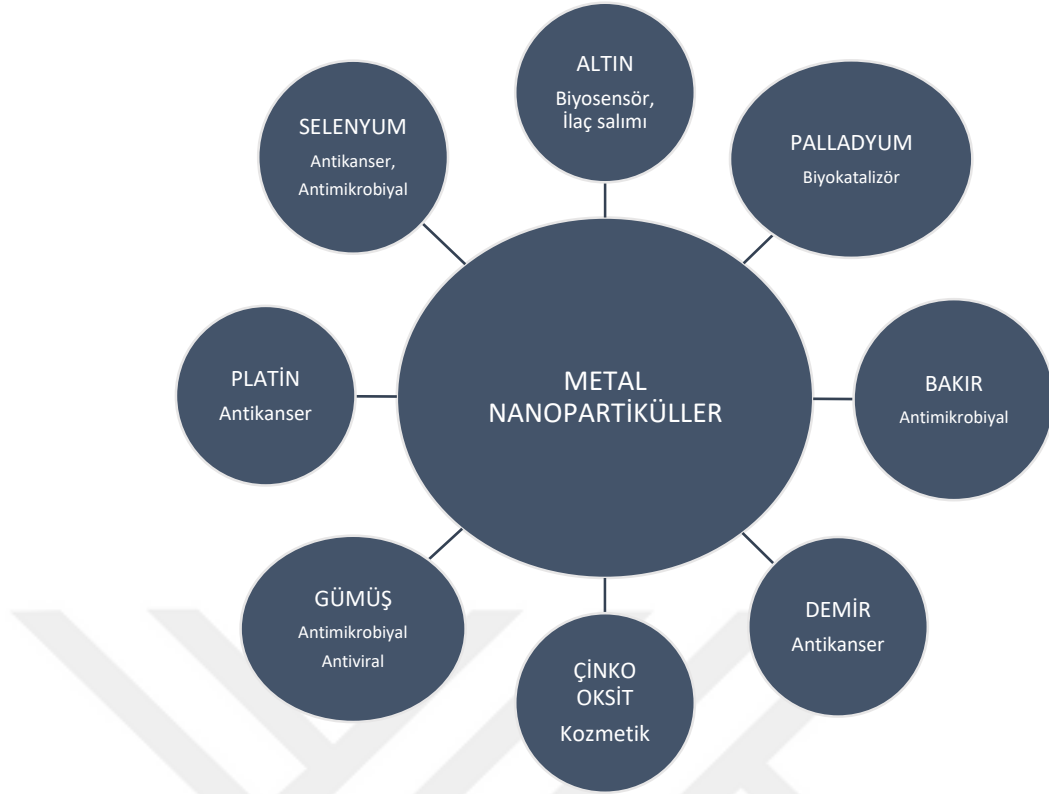 ALTIN
Biyosensör,
İlaç salımı
PALLADYUM
Biyokatalizör
BAKIR
Antimikrobiyal
DEMİR
Antikanser
ÇİNKO
OKSİT
Kozmetik
GÜMÜŞ
Antimikrobiyal
Antiviral
PLATİN
Antikanser
SELENYUM
Antikanser,
Antimikrobiyal
METAL
NANOPARTİKÜLLER